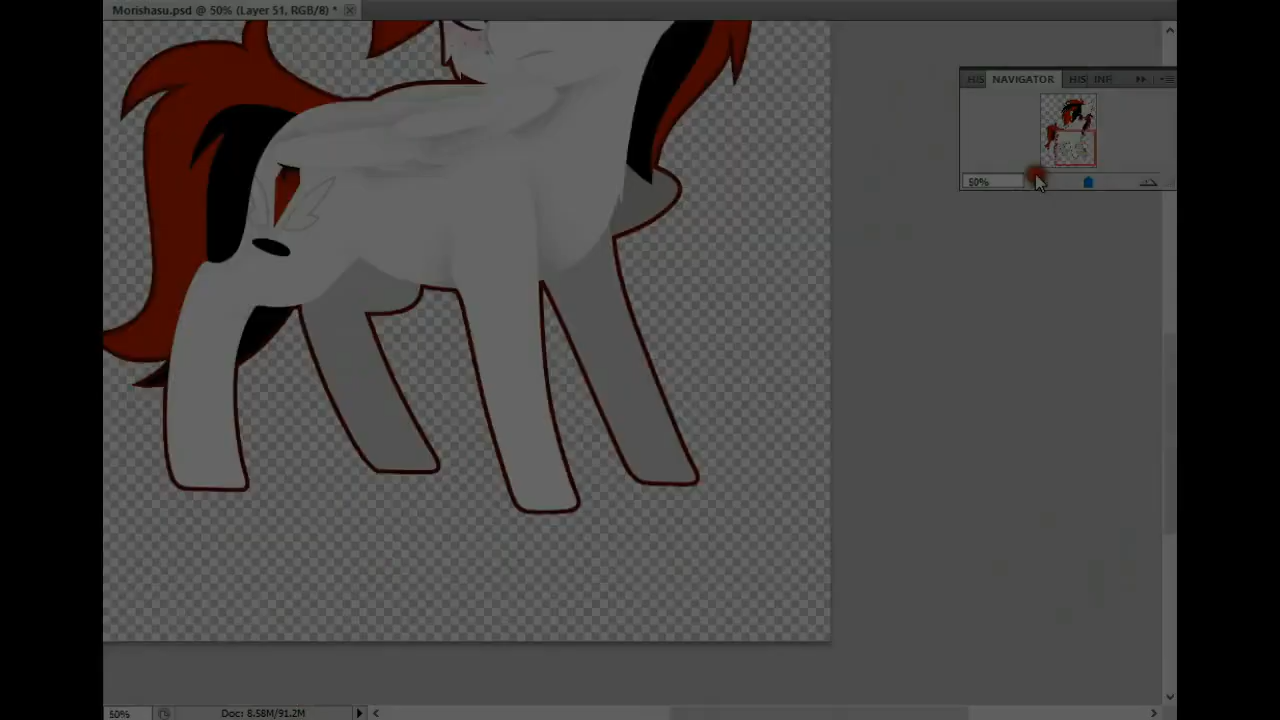 Morishasu.psd @ 50% (Layer 51, RGB/8) *
HIS NAVIGATOR HIS INF
50%
50% Doc: 8.58M/91.2M